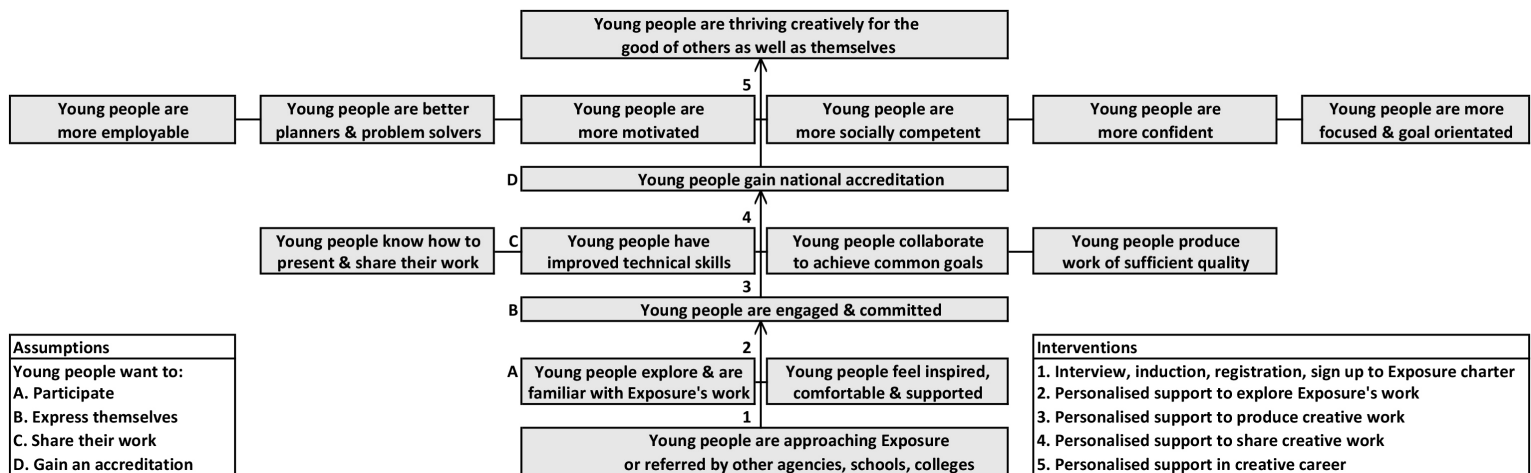 Young people are thriving creatively for the
good of others as well as themselves
5
Young people are
more employable
Young people are better
planners & problem solvers
Young people are
more motivated
Young people are
more socially competent
Young people are
more confident
Young people are more
focused & goal orientated
D
Young people gain national accreditation
4
Young people know how to
present & share their work
C
Young people have
improved technical skills
Young people collaborate
to achieve common goals
Young people produce
work of sufficient quality
3
B
Young people are engaged & committed
2
A
Young people explore & are
familiar with Exposure's work
Young people feel inspired,
comfortable & supported
1
Young people are approaching Exposure
or referred by other agencies, schools, colleges
Assumptions
Young people want to:
A. Participate
B. Express themselves
C. Share their work
D. Gain an accreditation
Interventions
1. Interview, induction, registration, sign up to Exposure charter
2. Personalised support to explore Exposure's work
3. Personalised support to produce creative work
4. Personalised support to share creative work
5. Personalised support in creative career